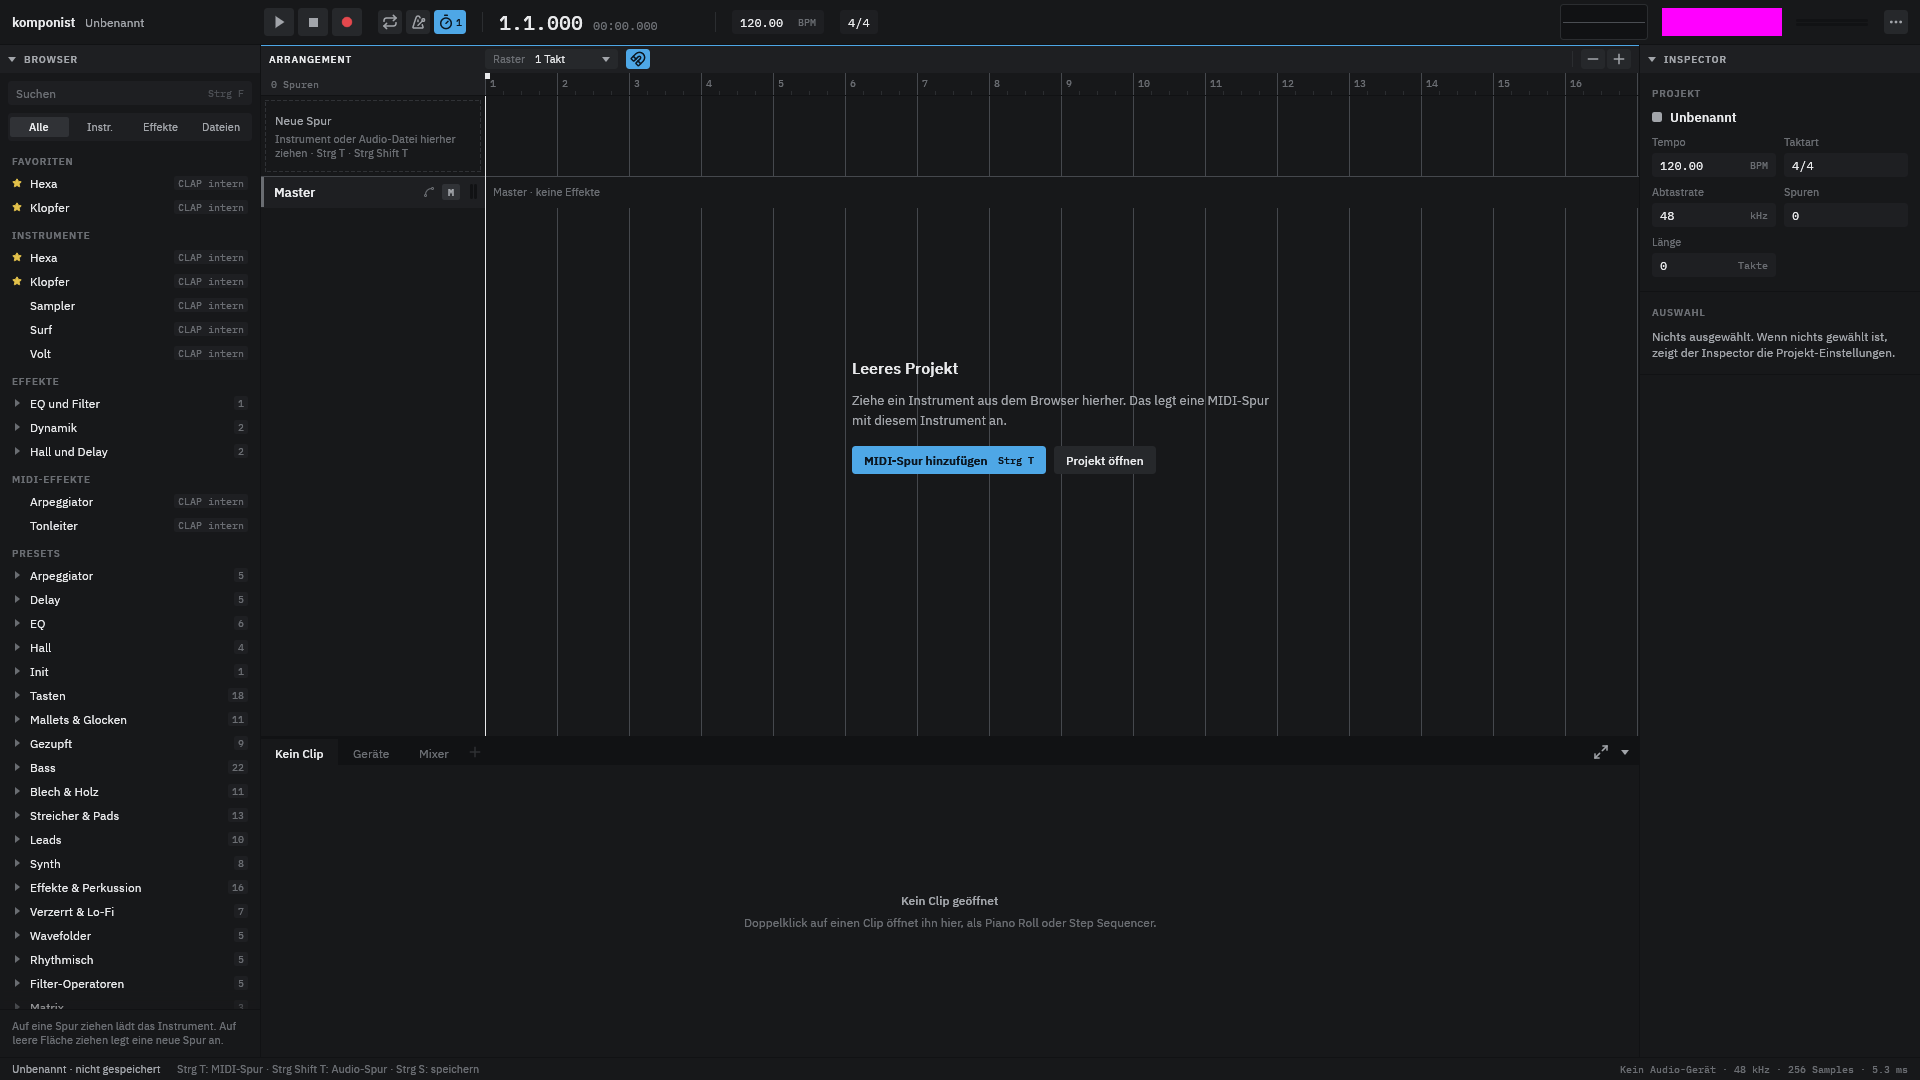 komponist Unbenannt
1 1.1.000 00:00.000 120.00 BPM 4/4
BROWSER
Suchen Strg F
Alle Instr. Effekte Dateien
FAVORITEN
Hexa CLAP intern
Klopfer CLAP intern
INSTRUMENTE
Hexa CLAP intern
Klopfer CLAP intern
Sampler CLAP intern
Surf CLAP intern
Volt CLAP intern
EFFEKTE
EQ und Filter 1
Dynamik 2
Hall und Delay 2
MIDI-EFFEKTE
Arpeggiator CLAP intern
Tonleiter CLAP intern
PRESETS
Arpeggiator 5
Delay 5
EQ 6
Hall 4
Init 1
Tasten 18
Mallets & Glocken 11
Gezupft 9
Bass 22
Blech & Holz 11
Streicher & Pads 13
Leads 10
Synth 8
Effekte & Perkussion 16
Verzerrt & Lo-Fi 7
Wavefolder 5
Rhythmisch 5
Filter-Operatoren 5
Matrix 3
Auf eine Spur ziehen lädt das Instrument. Auf
leere Fläche ziehen legt eine neue Spur an.
ARRANGEMENT Raster 1 Takt
0 Spuren 1 2 3 4 5 6 7 8 9 10 11 12 13 14 15 16
Neue Spur
Instrument oder Audio-Datei hierher
ziehen · Strg T · Strg Shift T
Master M Master · keine Effekte
Leeres Projekt
Ziehe ein Instrument aus dem Browser hierher. Das legt eine MIDI-Spur
mit diesem Instrument an.
MIDI-Spur hinzufügen Strg T Projekt öffnen
Kein Clip Geräte Mixer
Kein Clip geöffnet
Doppelklick auf einen Clip öffnet ihn hier, als Piano Roll oder Step Sequencer.
INSPECTOR
PROJEKT
Unbenannt
Tempo Taktart
120.00 BPM 4/4
Abtastrate Spuren
48 kHz 0
Länge
0 Takte
AUSWAHL
Nichts ausgewählt. Wenn nichts gewählt ist,
zeigt der Inspector die Projekt-Einstellungen.
Unbenannt · nicht gespeichert Strg T: MIDI-Spur · Strg Shift T: Audio-Spur · Strg S: speichern
Kein Audio-Gerät · 48 kHz · 256 Samples · 5.3 ms